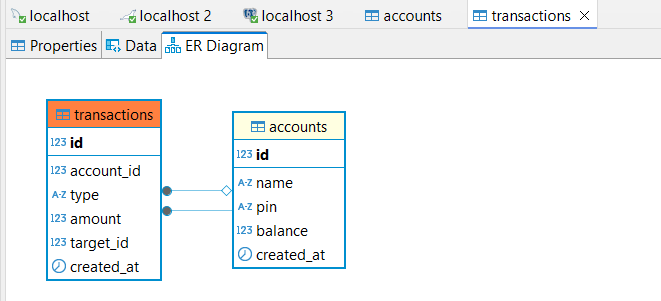 localhost localhost 2 localhost 3 accounts transactions
Properties Data ER Diagram
transactions
123 id
123 account_id
A-Z type
123 amount
123 target_id
created_at
accounts
123 id
A-Z name
A-Z pin
123 balance
created_at